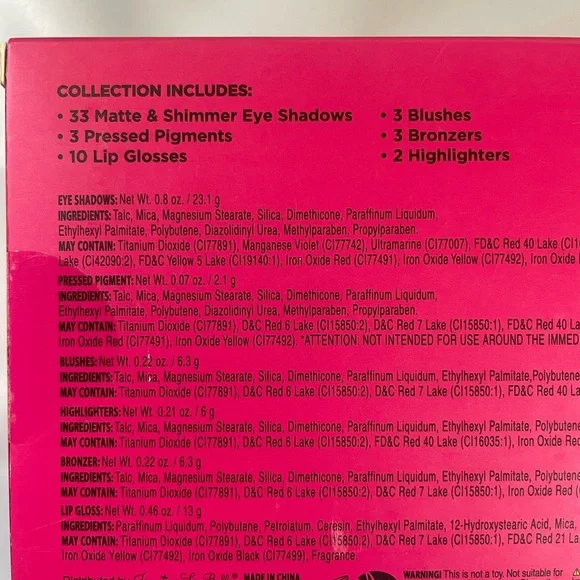 COLLECTION INCLUDES:
• 33 Matte & Shimmer Eye Shadows
• 3 Pressed Pigments
• 10 Lip Glosses
• 3 Blushes
• 3 Bronzers
• 2 Highlighters
EYE SHADOWS: Net Wt. 0.8 oz. / 23.1 g
INGREDIENTS: Talc, Mica, Magnesium Stearate, Silica, Dimethicone, Paraffinum Liquidum,
Ethylhexyl Palmitate, Polybutene, Diazolidinyl Urea, Methylparaben, Propylparaben.
MAY CONTAIN: Titanium Dioxide (CI77891), Manganese Violet (CI77742), Ultramarine (CI77007), FD&C Red 40 Lake (CI1
Lake (CI42090:2), FD&C Yellow 5 Lake (CI19140:1), Iron Oxide Red (CI77491), Iron Oxide Yellow (CI77492), Iron Oxide
PRESSED PIGMENT: Net Wt. 0.07 oz. / 2.1 g
INGREDIENTS: Talc, Mica, Magnesium Stearate, Silica, Dimethicone, Paraffinum Liquidum,
Ethylhexyl Palmitate, Polybutene, Diazolidinyl Urea, Methylparaben, Propylparaben.
MAY CONTAIN: Titanium Dioxide (CI77891), D&C Red 6 Lake (CI15850:2), D&C Red 7 Lake (CI15850:1), FD&C Red 40 La
Iron Oxide Red (CI77491), Iron Oxide Yellow (CI77492). *ATTENTION: NOT INTENDED FOR USE AROUND THE IMMED
BLUSHES: Net Wt. 0.22 oz. / 6.3 g
INGREDIENTS: Talc, Mica, Magnesium Stearate, Silica, Dimethicone, Paraffinum Liquidum, Ethylhexyl Palmitate, Polybutene
MAY CONTAIN: Titanium Dioxide (CI77891), D&C Red 6 Lake (CI15850:2), D&C Red 7 Lake (CI15850:1), FD&C Red 40 L
HIGHLIGHTERS: Net Wt. 0.21 oz. / 6 g
INGREDIENTS: Talc, Mica, Magnesium Stearate, Silica, Dimethicone, Paraffinum Liquidum, Ethylhexyl Palmitate, Polybutene
MAY CONTAIN: Titanium Dioxide (CI77891), D&C Red 6 Lake (CI15850:2), FD&C Red 40 Lake (CI16035:1), Iron Oxide Re
BRONZER: Net Wt. 0.22 oz. / 6.3 g
INGREDIENTS: Talc, Mica, Magnesium Stearate, Silica, Dimethicone, Paraffinum Liquidum, Ethylhexyl Palmitate, Polybutene
MAY CONTAIN: Titanium Dioxide (CI77891), D&C Red 6 Lake (CI15850:2), D&C Red 7 Lake (CI15850:1), Iron Oxide Red (
LIP GLOSS: Net Wt. 0.46 oz. / 13 g
INGREDIENTS: Paraffinum Liquidum, Polybutene, Petrolatum, Ceresin, Ethylhexyl Palmitate, 12-Hydroxystearic Acid, Mica,
MAY CONTAIN: Titanium Dioxide (CI77891), D&C Red 6 Lake (CI15850:2), D&C Red 7 Lake (CI15850:1), FD&C Red 21 La
Iron Oxide Yellow (CI77492), Iron Oxide Black (CI77499), Fragrance.
Distributed by
MADE IN CHINA
WARNING! This is not a toy. Not suitable for